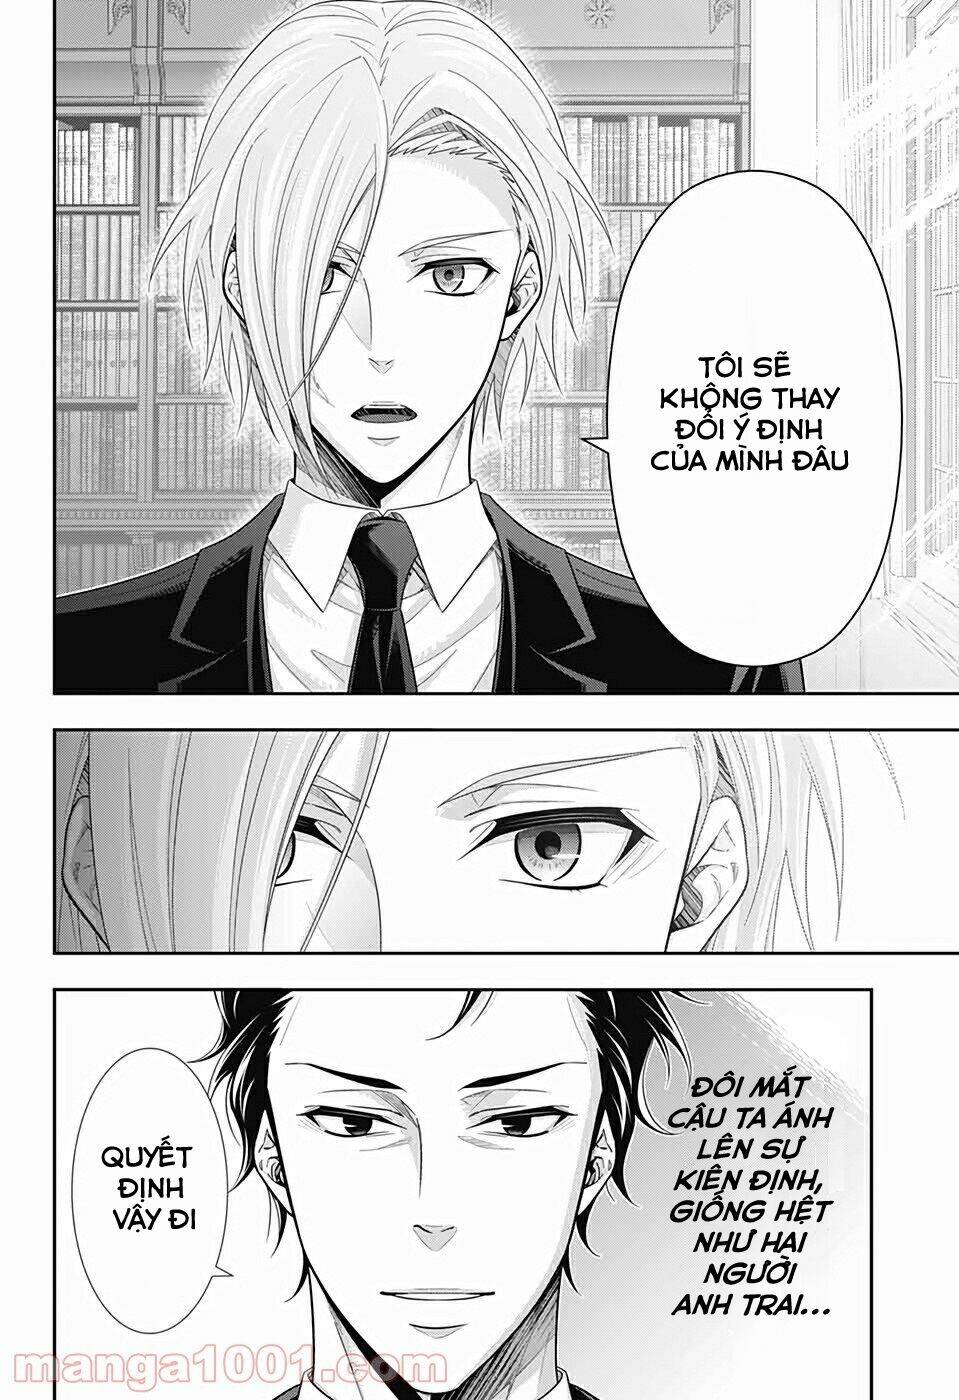 TÔI SẼ
KHÔNG THAY
ĐỔI Ý ĐỊNH
CỦA MÌNH ĐÂU
ĐÔI MẮT
CẬU TA ÁNH
LÊN SỰ
KIÊN ĐỊNH,
GIỐNG HỆT
NHƯ HAI
NGƯỜI
ANH TRAI...
QUYẾT
ĐỊNH
VẬY ĐI
manga1001.com